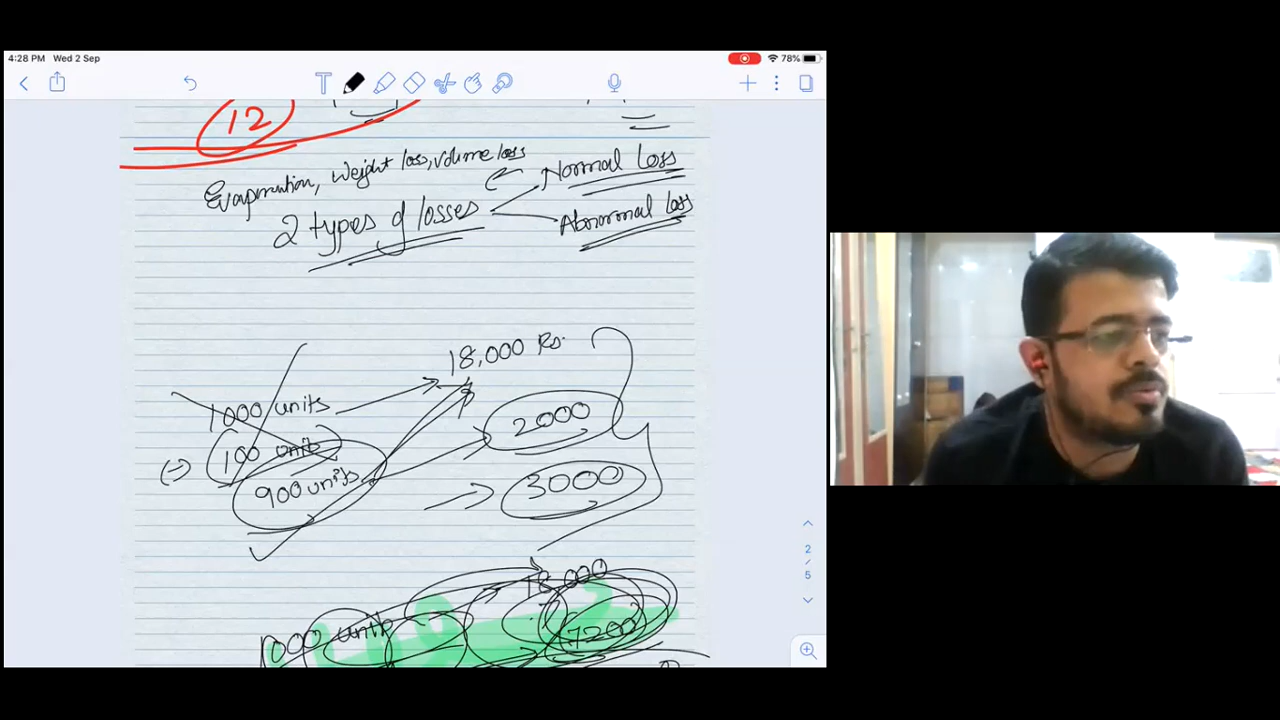 4:28 PM Wed 2 Sep
78%
T
12
Evaporation, Weight loss, volume loss
Normal Loss
2 types of losses
Abnormal loss
18,000 Rs.
1000 units
2000
(-) 100 units
3000
900 units
18,000
1000 units
7200
2
/
5